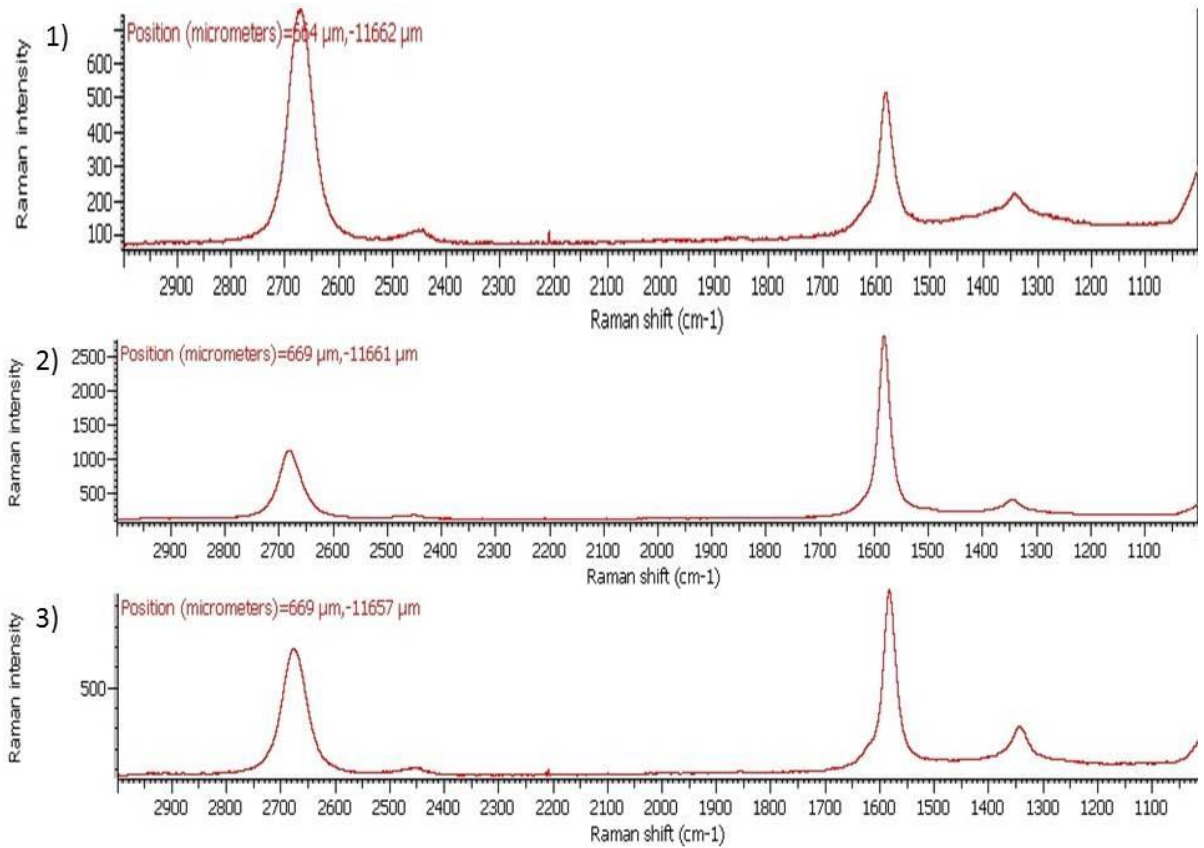 1)
Position (micrometers)=664 µm,-11662 µm
Raman intensity
600
500
400
300
200
100
2900 2800 2700 2600 2500 2400 2300 2200 2100 2000 1900 1800 1700 1600 1500 1400 1300 1200 1100
Raman shift (cm-1)
2)
Position (micrometers)=669 µm,-11661 µm
Raman intensity
2500
2000
1500
1000
500
2900 2800 2700 2600 2500 2400 2300 2200 2100 2000 1900 1800 1700 1600 1500 1400 1300 1200 1100
Raman shift (cm-1)
3)
Position (micrometers)=669 µm,-11657 µm
Raman intensity
500
2900 2800 2700 2600 2500 2400 2300 2200 2100 2000 1900 1800 1700 1600 1500 1400 1300 1200 1100
Raman shift (cm-1)